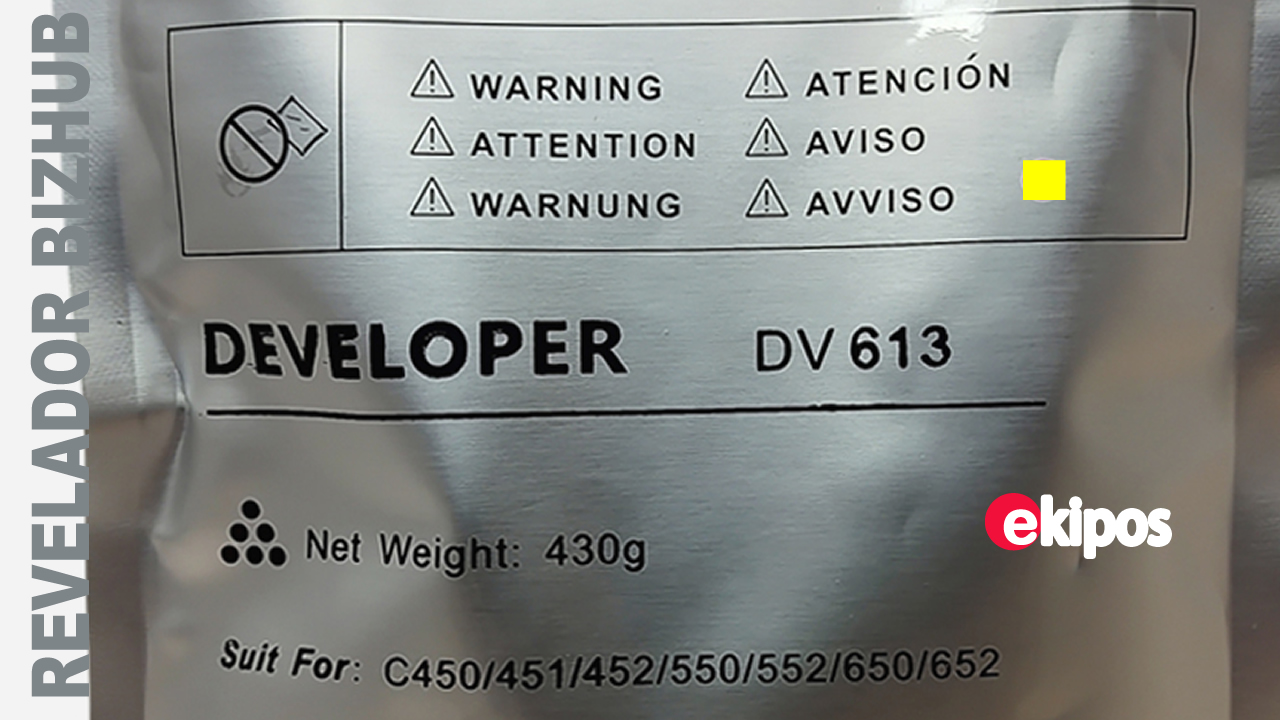 REVELADOR BIZHUB
WARNING
ATTENTION
WARNUNG
ATENCIÓN
AVISO
AVVISO
DEVELOPER DV 613
Net Weight: 430g
ekipos
Suit For: C450/451/452/550/552/650/652